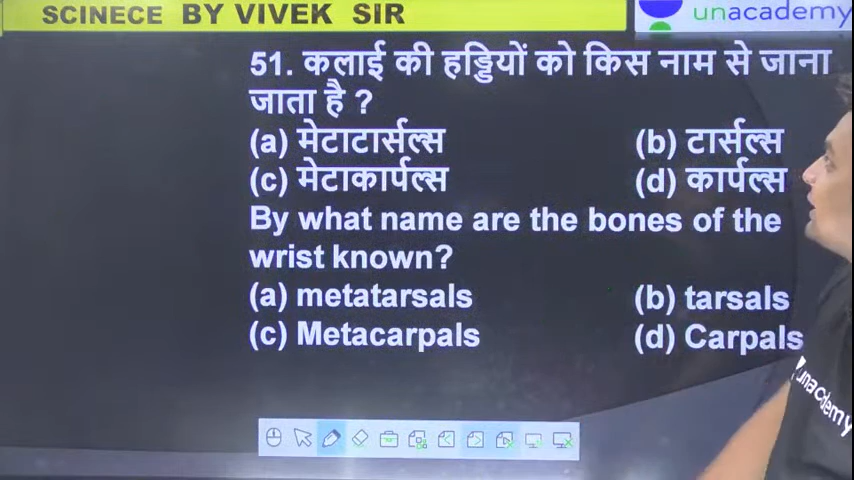 SCINECE BY VIVEK SIR
unacademy
51. कलाई की हड्डियों को किस नाम से जाना
जाता है ?
(a) मेटाटार्सल्स (b) टार्सल्स
(c) मेटाकार्पल्स (d) कार्पल्स
By what name are the bones of the
wrist known?
(a) metatarsals (b) tarsals
(c) Metacarpals (d) Carpals
unacademy